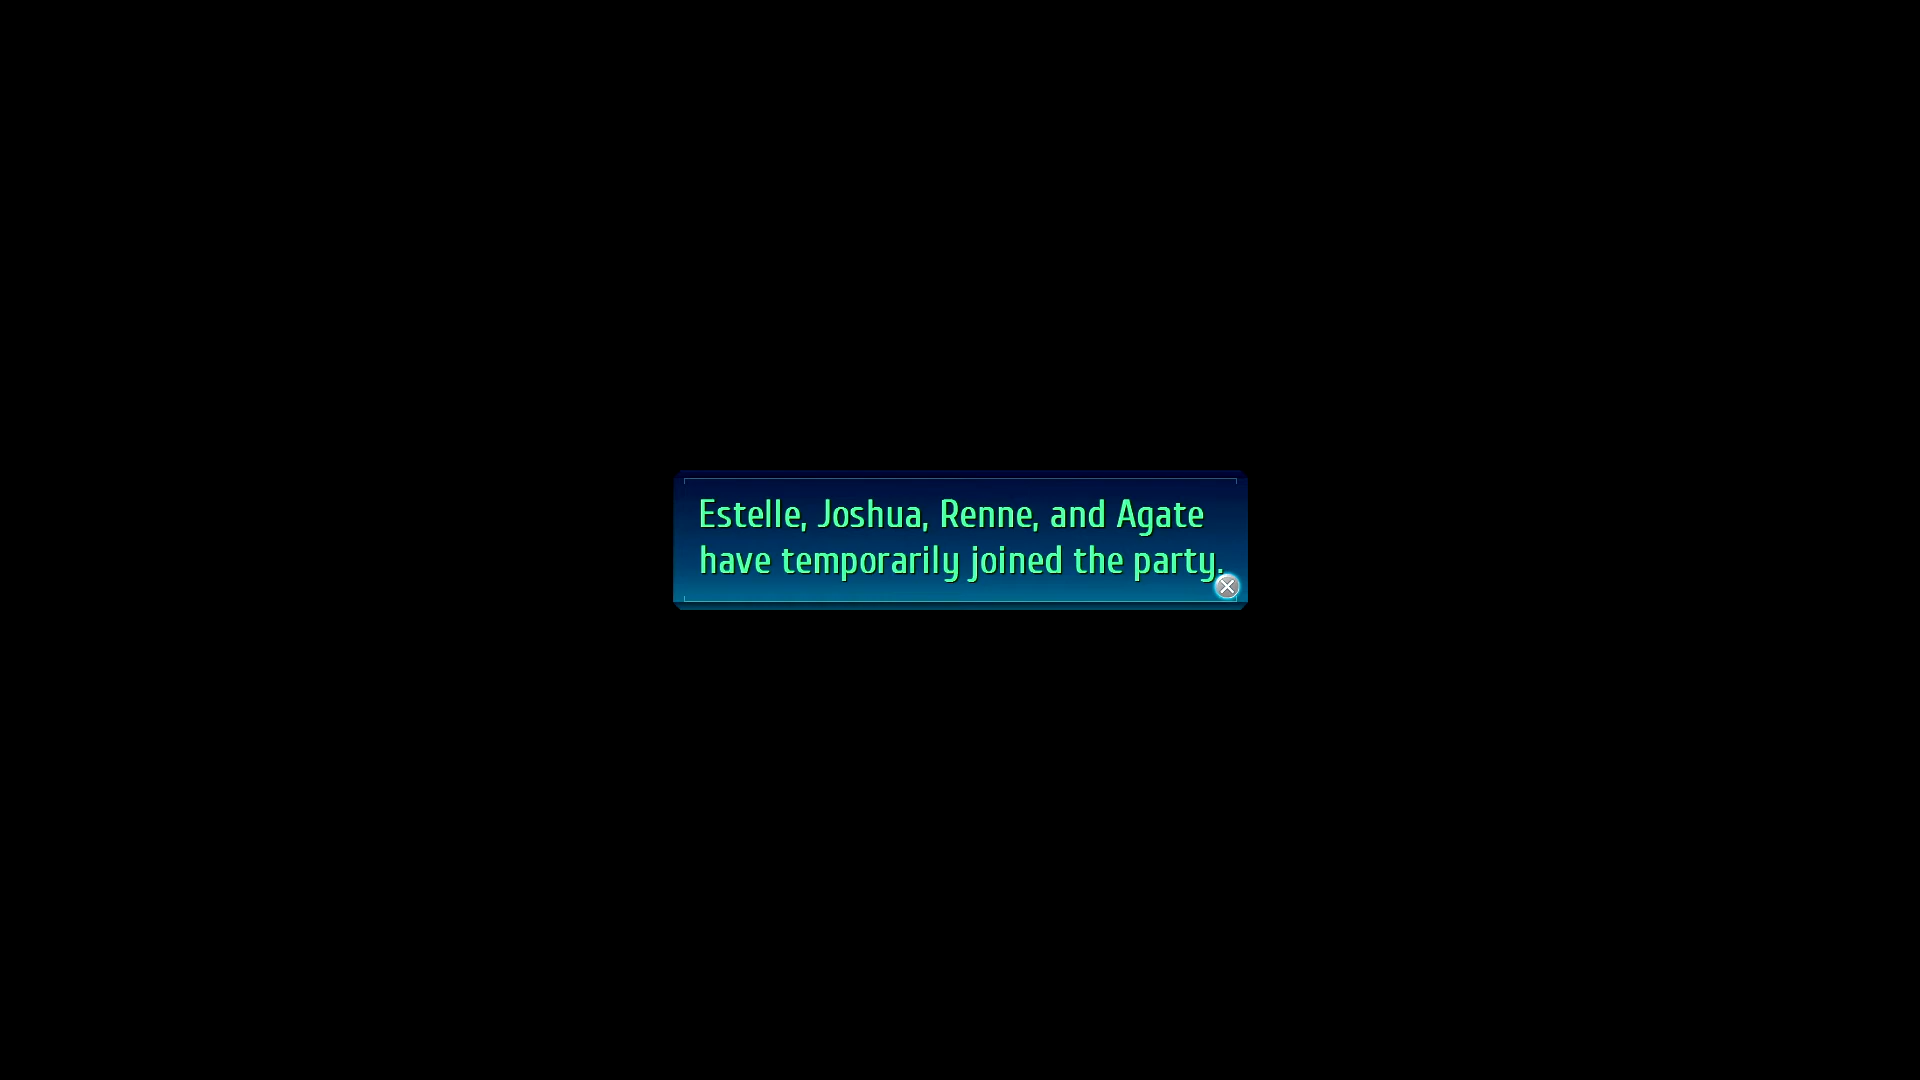 Estelle, Joshua, Renne, and Agate
have temporarily joined the party.